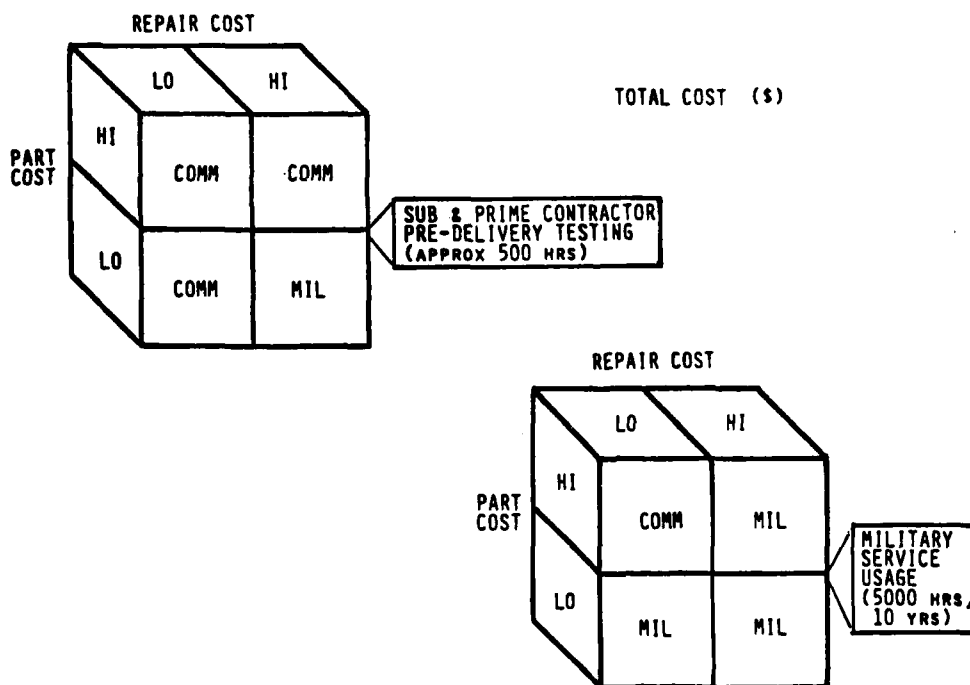 REPAIR COST
LO HI
TOTAL COST ($)
HI
PART
COST
COMM COMM
SUB & PRIME CONTRACTOR
PRE-DELIVERY TESTING
(APPROX 500 HRS)
LO
COMM MIL
REPAIR COST
LO HI
HI
PART
COST
COMM MIL
MILITARY
SERVICE
USAGE
(5000 HRS,
10 YRS)
LO
MIL MIL